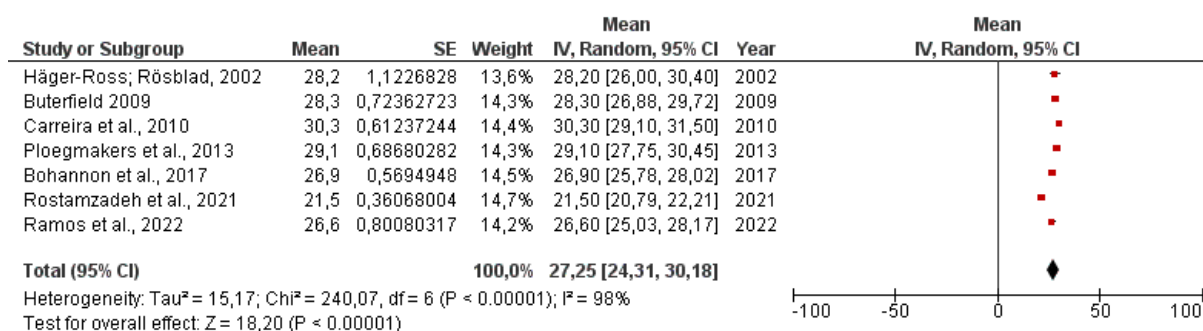 Mean Mean
Study or Subgroup Mean SE Weight IV, Random, 95% CI Year IV, Random, 95% CI
Häger-Ross; Rösblad, 2002 28,2 1,1226828 13,6% 28,20 [26,00, 30,40] 2002
Buterfield 2009 28,3 0,72362723 14,3% 28,30 [26,88, 29,72] 2009
Carreira et al., 2010 30,3 0,61237244 14,4% 30,30 [29,10, 31,50] 2010
Ploegmakers et al., 2013 29,1 0,68680282 14,3% 29,10 [27,75, 30,45] 2013
Bohannon et al., 2017 26,9 0,5694948 14,5% 26,90 [25,78, 28,02] 2017
Rostamzadeh et al., 2021 21,5 0,36068004 14,7% 21,50 [20,79, 22,21] 2021
Ramos et al., 2022 26,6 0,80080317 14,2% 26,60 [25,03, 28,17] 2022
Total (95% CI) 100,0% 27,25 [24,31, 30,18]
Heterogeneity: Tau² = 15,17; Chi² = 240,07, df = 6 (P < 0.00001); I² = 98%
Test for overall effect: Z = 18,20 (P < 0.00001)
-100 -50 0 50 100